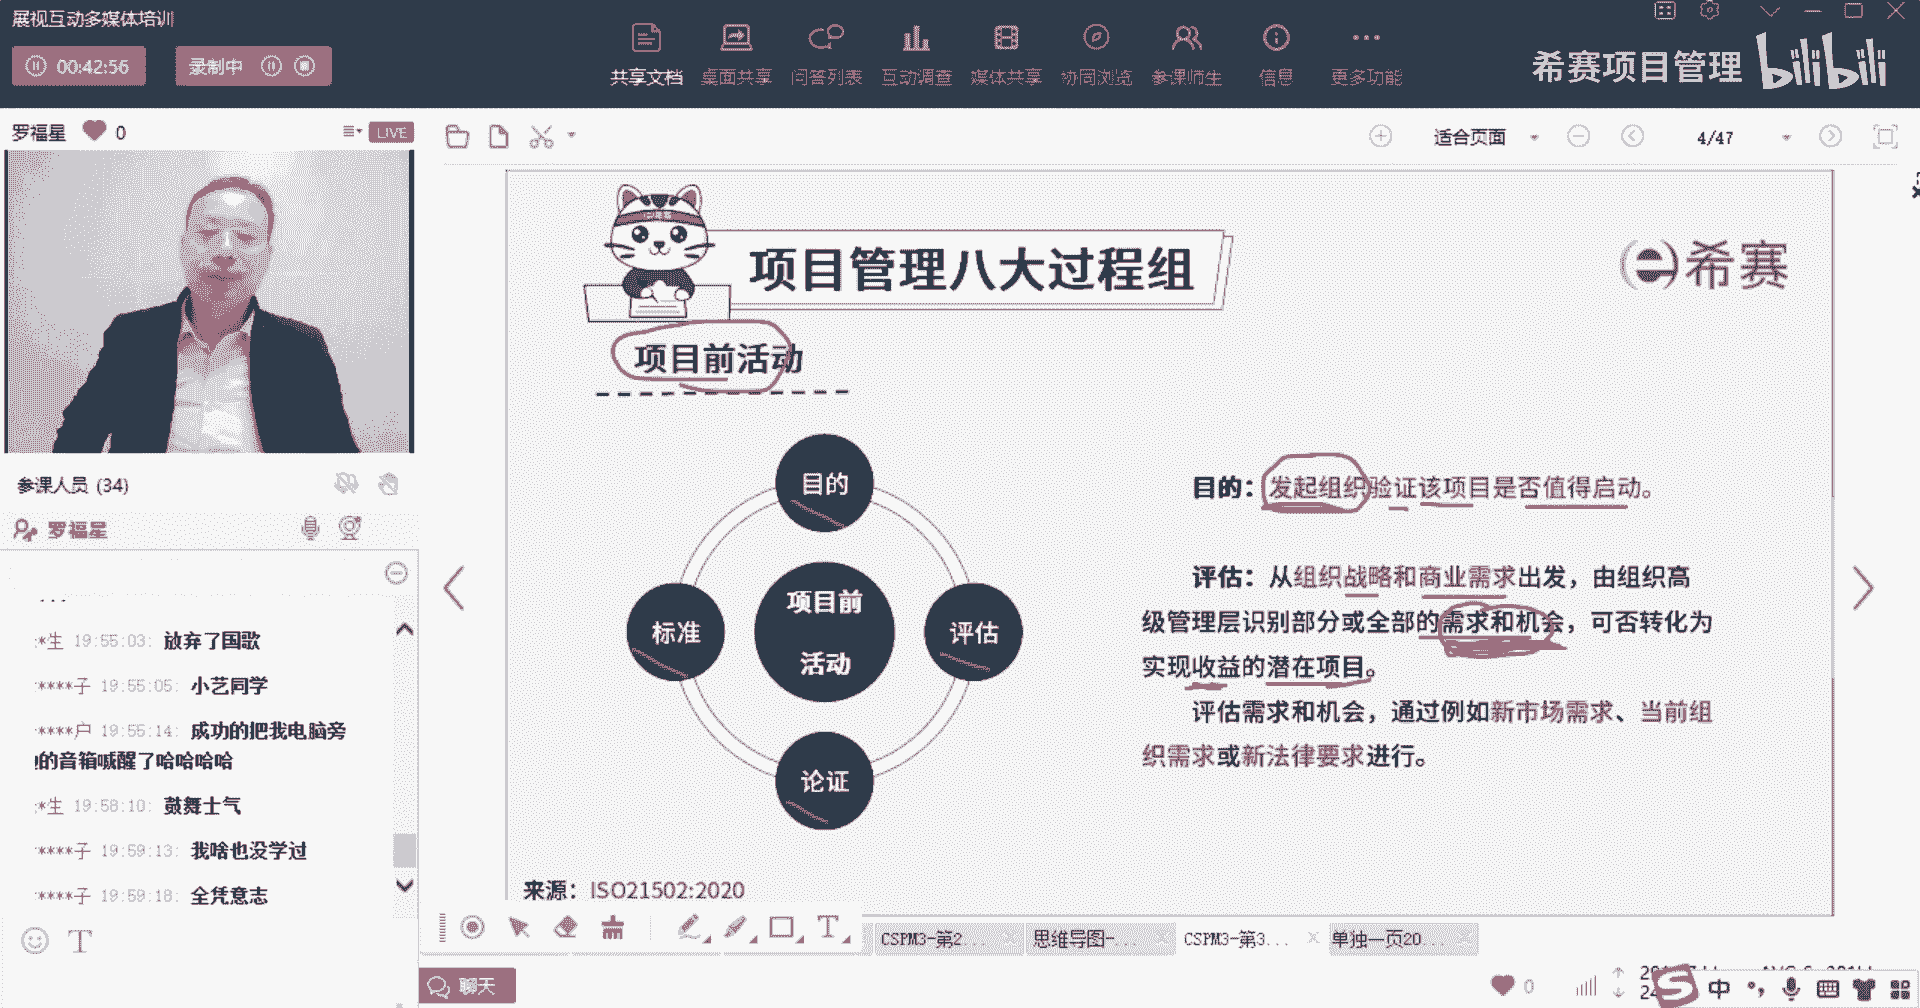 展视互动多媒体培训
00:42:56
录制中
共享文档 桌面共享 问答列表 互动调查 媒体共享 协同浏览 参课师生 信息 更多功能
希赛项目管理 bilibili
罗福星 0 LIVE
适合页面 4/47
项目管理八大过程组
希赛
项目前活动
目的
标准
项目前
活动
评估
论证
目的：发起组织验证该项目是否值得启动。
评估：从组织战略和商业需求出发，由组织高
级管理层识别部分或全部的需求和机会，可否转化为
实现收益的潜在项目。
评估需求和机会，通过例如新市场需求、当前组
织需求或新法律要求进行。
来源：ISO21502:2020
参课人员 (34)
罗福星
...
*生 19:55:03: 放弃了国歌
****子 19:55:05: 小艺同学
****户 19:55:14: 成功的把我电脑旁
的音箱喊醒了哈哈哈哈
*生 19:58:10: 鼓舞士气
****子 19:59:13: 我啥也没学过
****子 19:59:18: 全凭意志
T
T
CSPM3-第2... 思维导图-... CSPM3-第3... 单独一页20...
聊天
0
S 中